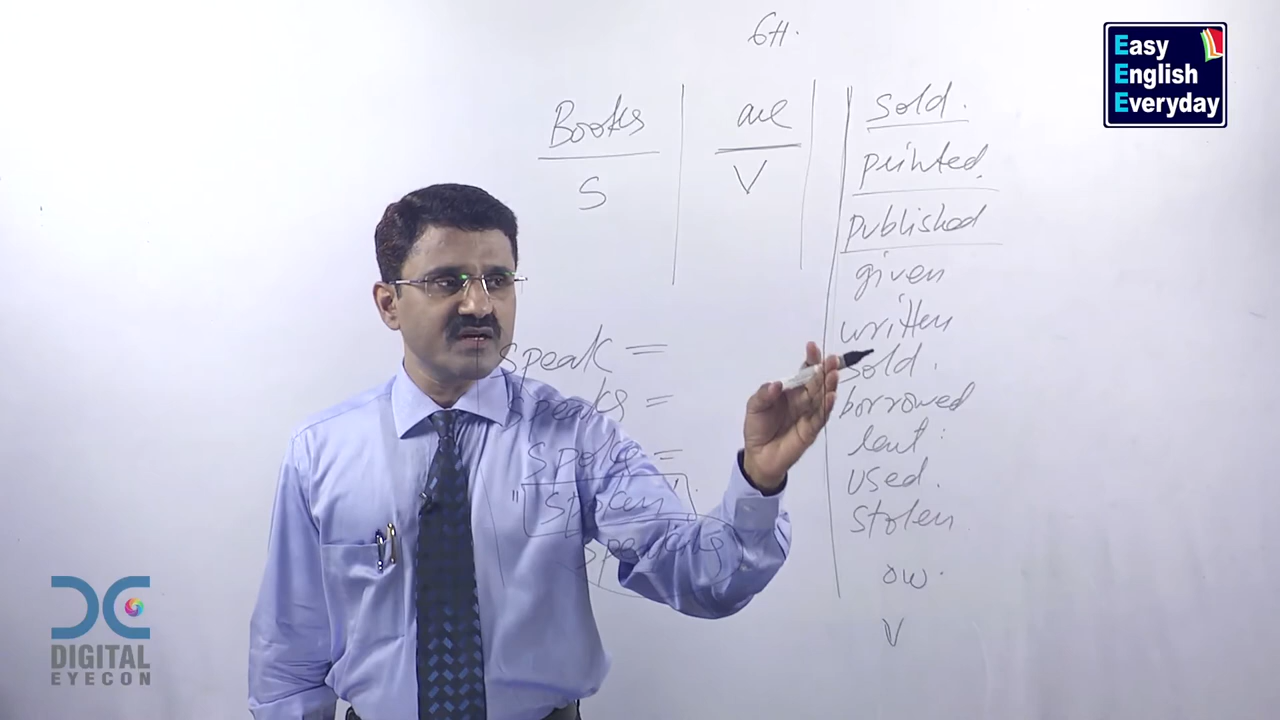 6H.
Books | are | sold.
S V printed.
published
given
written
sold.
borrowed
lent
used.
stolen
ow.
V
speak =
speaks =
spoke =
"spoken"
speaking
Easy
English
Everyday
DIGITAL
EYECON